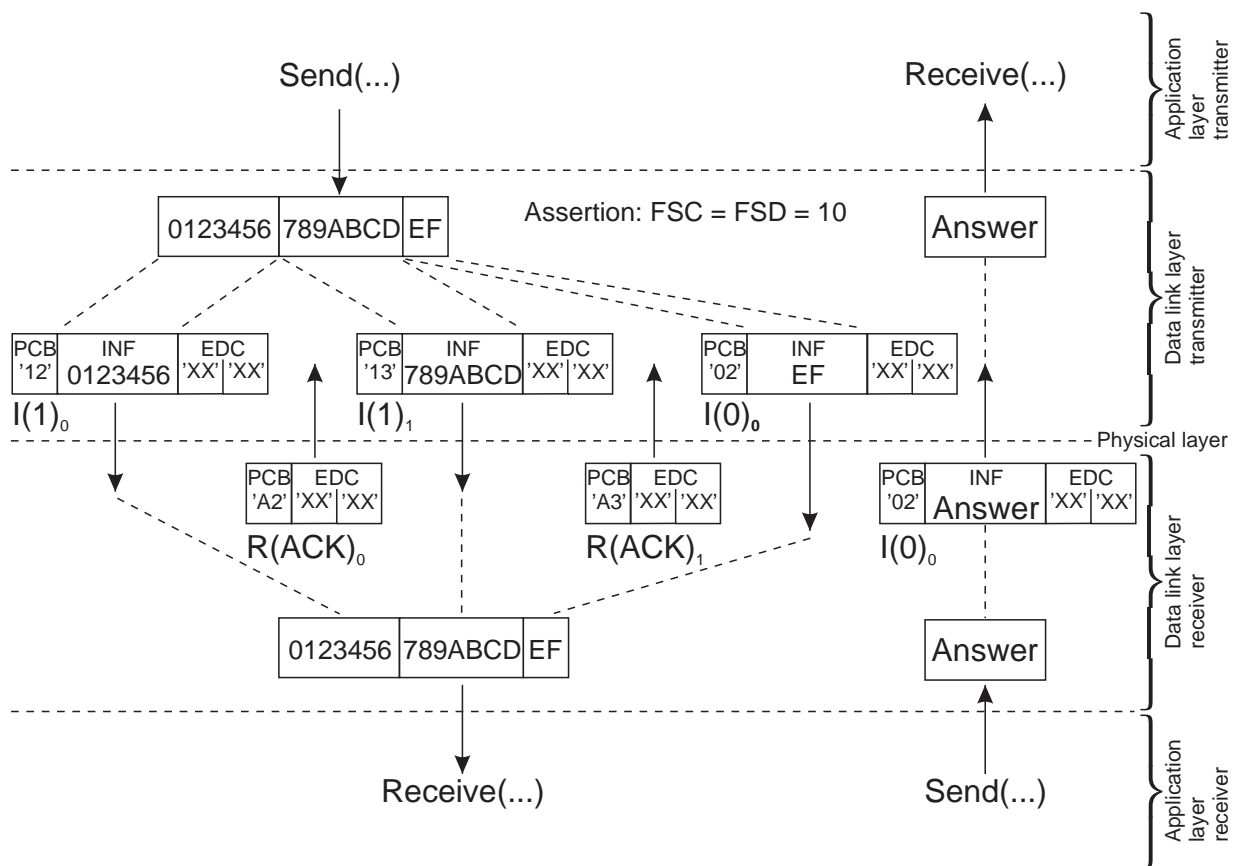 Send(...)
Receive(...)
Application
layer
transmitter
0123456 789ABCD EF
Assertion: FSC = FSD = 10
Answer
Data link layer
transmitter
PCB INF EDC
'12' 0123456 'XX' 'XX'
I(1)0
PCB INF EDC
'13' 789ABCD 'XX' 'XX'
I(1)1
PCB INF EDC
'02' EF 'XX' 'XX'
I(0)0
Physical layer
PCB EDC
'A2' 'XX' 'XX'
R(ACK)0
PCB EDC
'A3' 'XX' 'XX'
R(ACK)1
PCB INF EDC
'02' Answer 'XX' 'XX'
I(0)0
Data link layer
receiver
0123456 789ABCD EF
Answer
Receive(...)
Send(...)
Application
layer
receiver